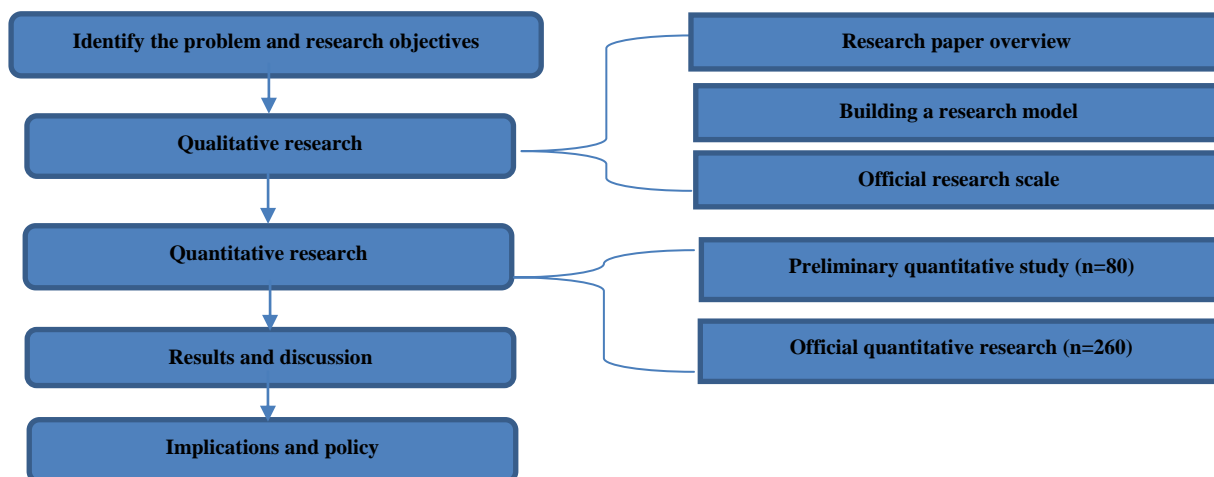 Identify the problem and research objectives
Qualitative research
Quantitative research
Results and discussion
Implications and policy
Research paper overview
Building a research model
Official research scale
Preliminary quantitative study (n=80)
Official quantitative research (n=260)